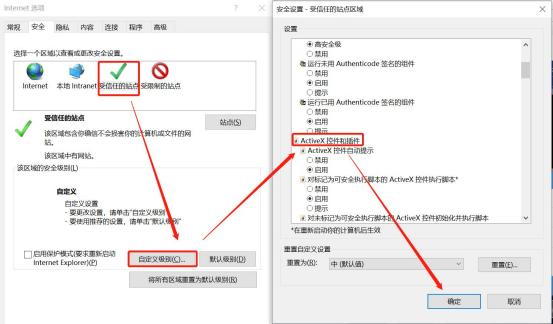 Internet 选项
常规 安全 隐私 内容 连接 程序 高级
选择一个区域以查看或更改安全设置。
Internet 本地 Intranet 受信任的站点 受限制的站点
受信任的站点
站点(S)
该区域包含你确信不会损害你的计算机或文件的网
站。
该区域中有网站。
该区域的安全级别(L)
自定义
自定义设置
- 要更改设置，请单击"自定义级别"
- 要使用推荐的设置，请单击"默认级别"
启用保护模式(要求重新启动
Internet Explorer)(P)
自定义级别(C)...
默认级别(D)
将所有区域重置为默认级别(R)
安全设置 - 受信任的站点区域
设置
高安全级
禁用
运行未用 Authenticode 签名的组件
禁用
启用
提示
运行已用 Authenticode 签名的组件
禁用
启用
提示
ActiveX 控件和插件
ActiveX 控件自动提示
禁用
启用
对标记为可安全执行脚本的 ActiveX 控件执行脚本*
禁用
启用
提示
对未标记为可安全执行脚本的 ActiveX 控件初始化并执行脚本
*在重新启动你的计算机后生效
重置自定义设置
重置为(R):
中 (默认值)
重置(E)...
确定
取消